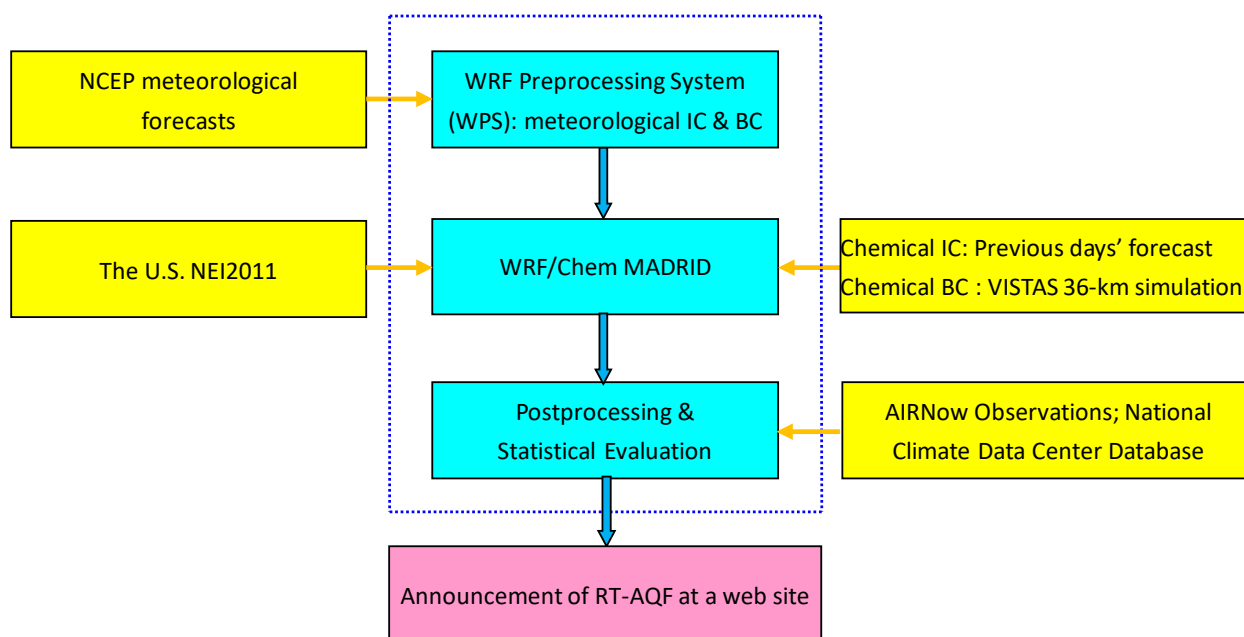 NCEP meteorological
forecasts
WRF Preprocessing System
(WPS): meteorological IC & BC
The U.S. NEI2011
WRF/Chem MADRID
Chemical IC: Previous days’ forecast
Chemical BC : VISTAS 36-km simulation
Postprocessing &
Statistical Evaluation
AIRNow Observations; National
Climate Data Center Database
Announcement of RT-AQF at a web site